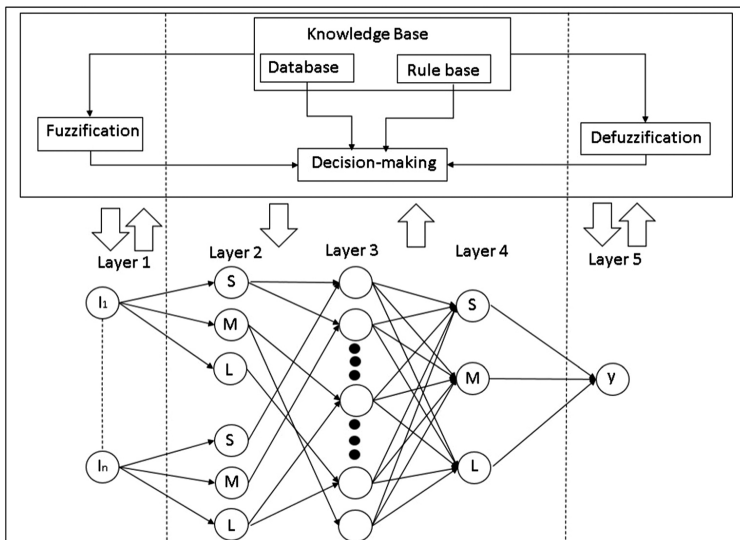 Knowledge Base
Database
Rule base
Fuzzification
Defuzzification
Decision-making
Layer 1
Layer 2
Layer 3
Layer 4
Layer 5
I1
In
S
M
L
S
M
L
S
M
L
y